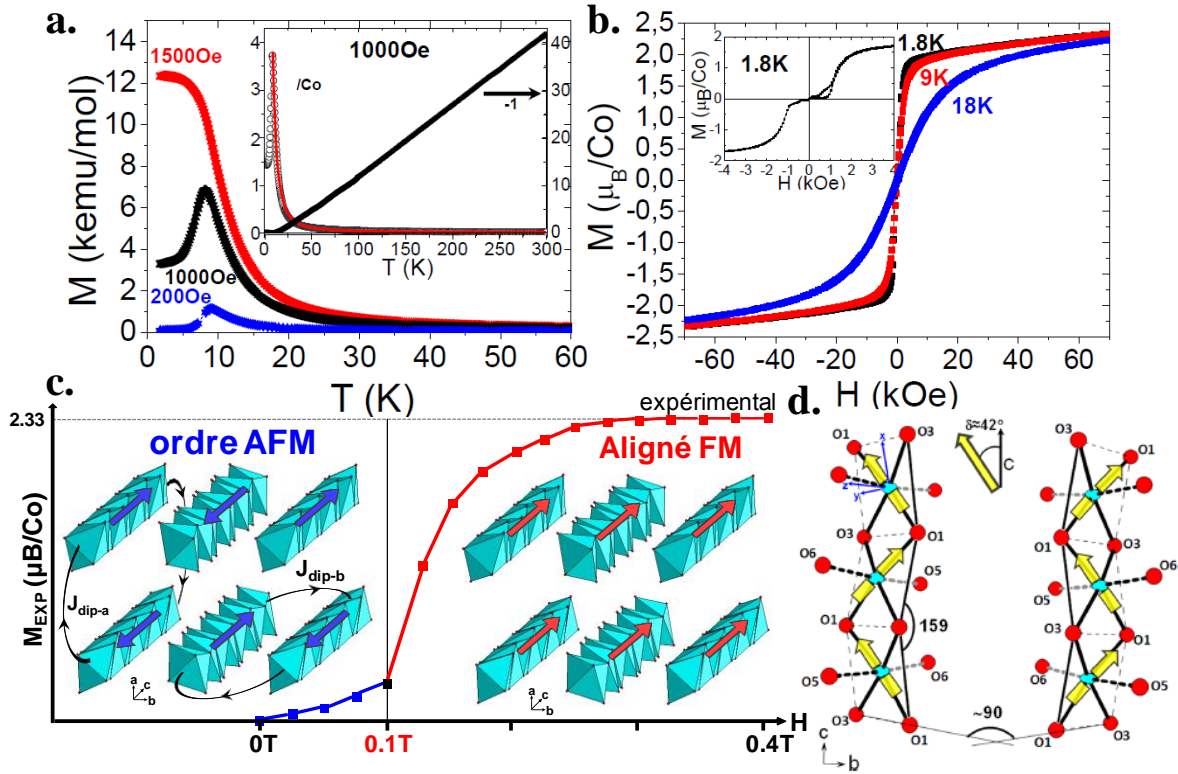 a.
14
12
10
8
6
4
2
0
M (kemu/mol)
1500Oe
1000Oe
200Oe
0 10 20 30 40 50 60
T (K)
1000Oe
/Co
-1
4
3
2
1
0
40
30
20
10
0
0 50 100 150 200 250 300
T (K)
b.
2,5
2,0
1,5
1,0
0,5
0,0
-0,5
-1,0
-1,5
-2,0
-2,5
M (μB/Co)
1.8K
9K
18K
-60 -40 -20 0 20 40 60
H (kOe)
1.8K
2
1
0
-1
-2
M (μB/Co)
-4 -3 -2 -1 0 1 2 3 4
H (kOe)
c.
MEXP (μB/Co)
2.33
expérimental
ordre AFM
Aligné FM
Jdip-a
Jdip-b
a
c
b
a
c
b
0T
0.1T
0.4T
H
d.
δ≈42°
C
O1
O3
x
z
y
O3
O1
O3
O1
O1
O3
O6
O5
O6
O5
O1
O3
O1
159
O6
O5
O6
O5
O3
O1
~90
O1
O3
c
b